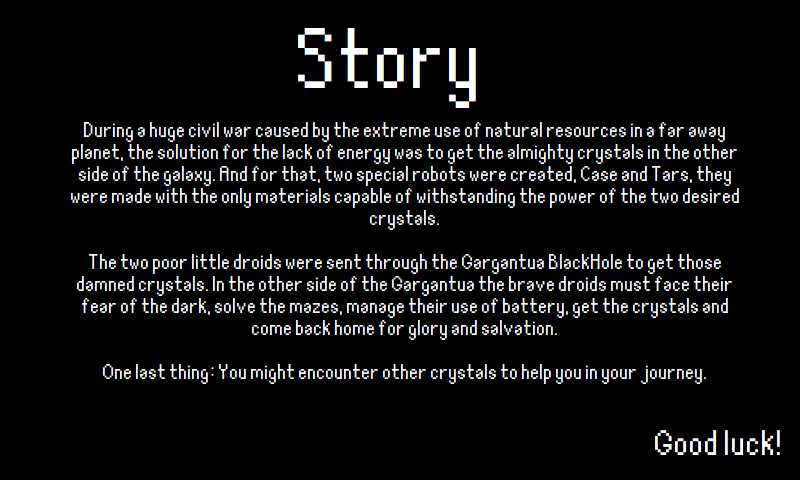 Story
During a huge civil war caused by the extreme use of natural resources in a far away
planet, the solution for the lack of energy was to get the almighty crystals in the other
side of the galaxy. And for that, two special robots were created, Case and Tars, they
were made with the only materials capable of withstanding the power of the two desired
crystals.
The two poor little droids were sent through the Gargantua BlackHole to get those
damned crystals. In the other side of the Gargantua the brave droids must face their
fear of the dark, solve the mazes, manage their use of battery, get the crystals and
come back home for glory and salvation.
One last thing: You might encounter other crystals to help you in your journey.
Good luck!